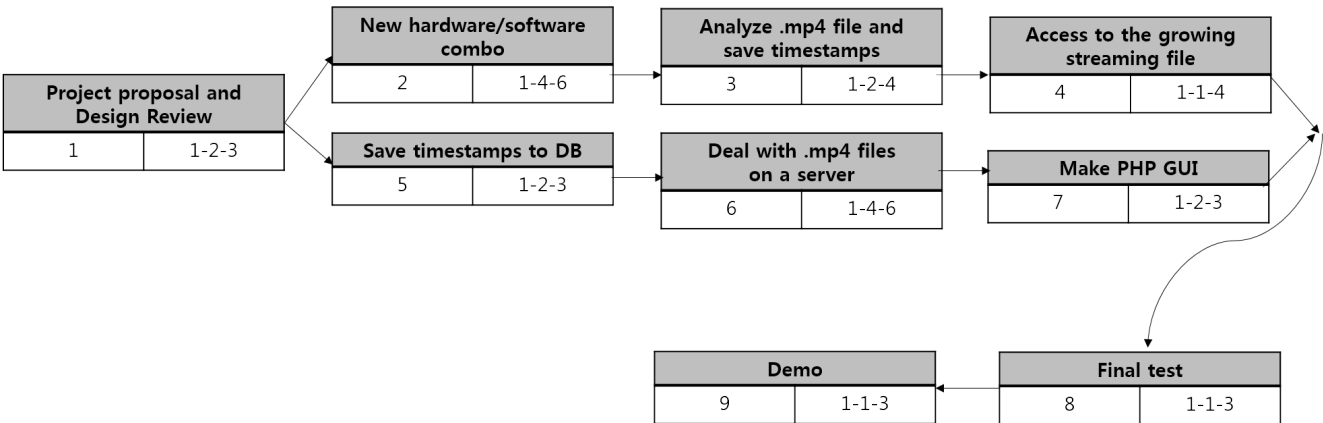 Project proposal and
Design Review
1 1-2-3
New hardware/software
combo
2 1-4-6
Analyze .mp4 file and
save timestamps
3 1-2-4
Access to the growing
streaming file
4 1-1-4
Save timestamps to DB
5 1-2-3
Deal with .mp4 files
on a server
6 1-4-6
Make PHP GUI
7 1-2-3
Final test
8 1-1-3
Demo
9 1-1-3